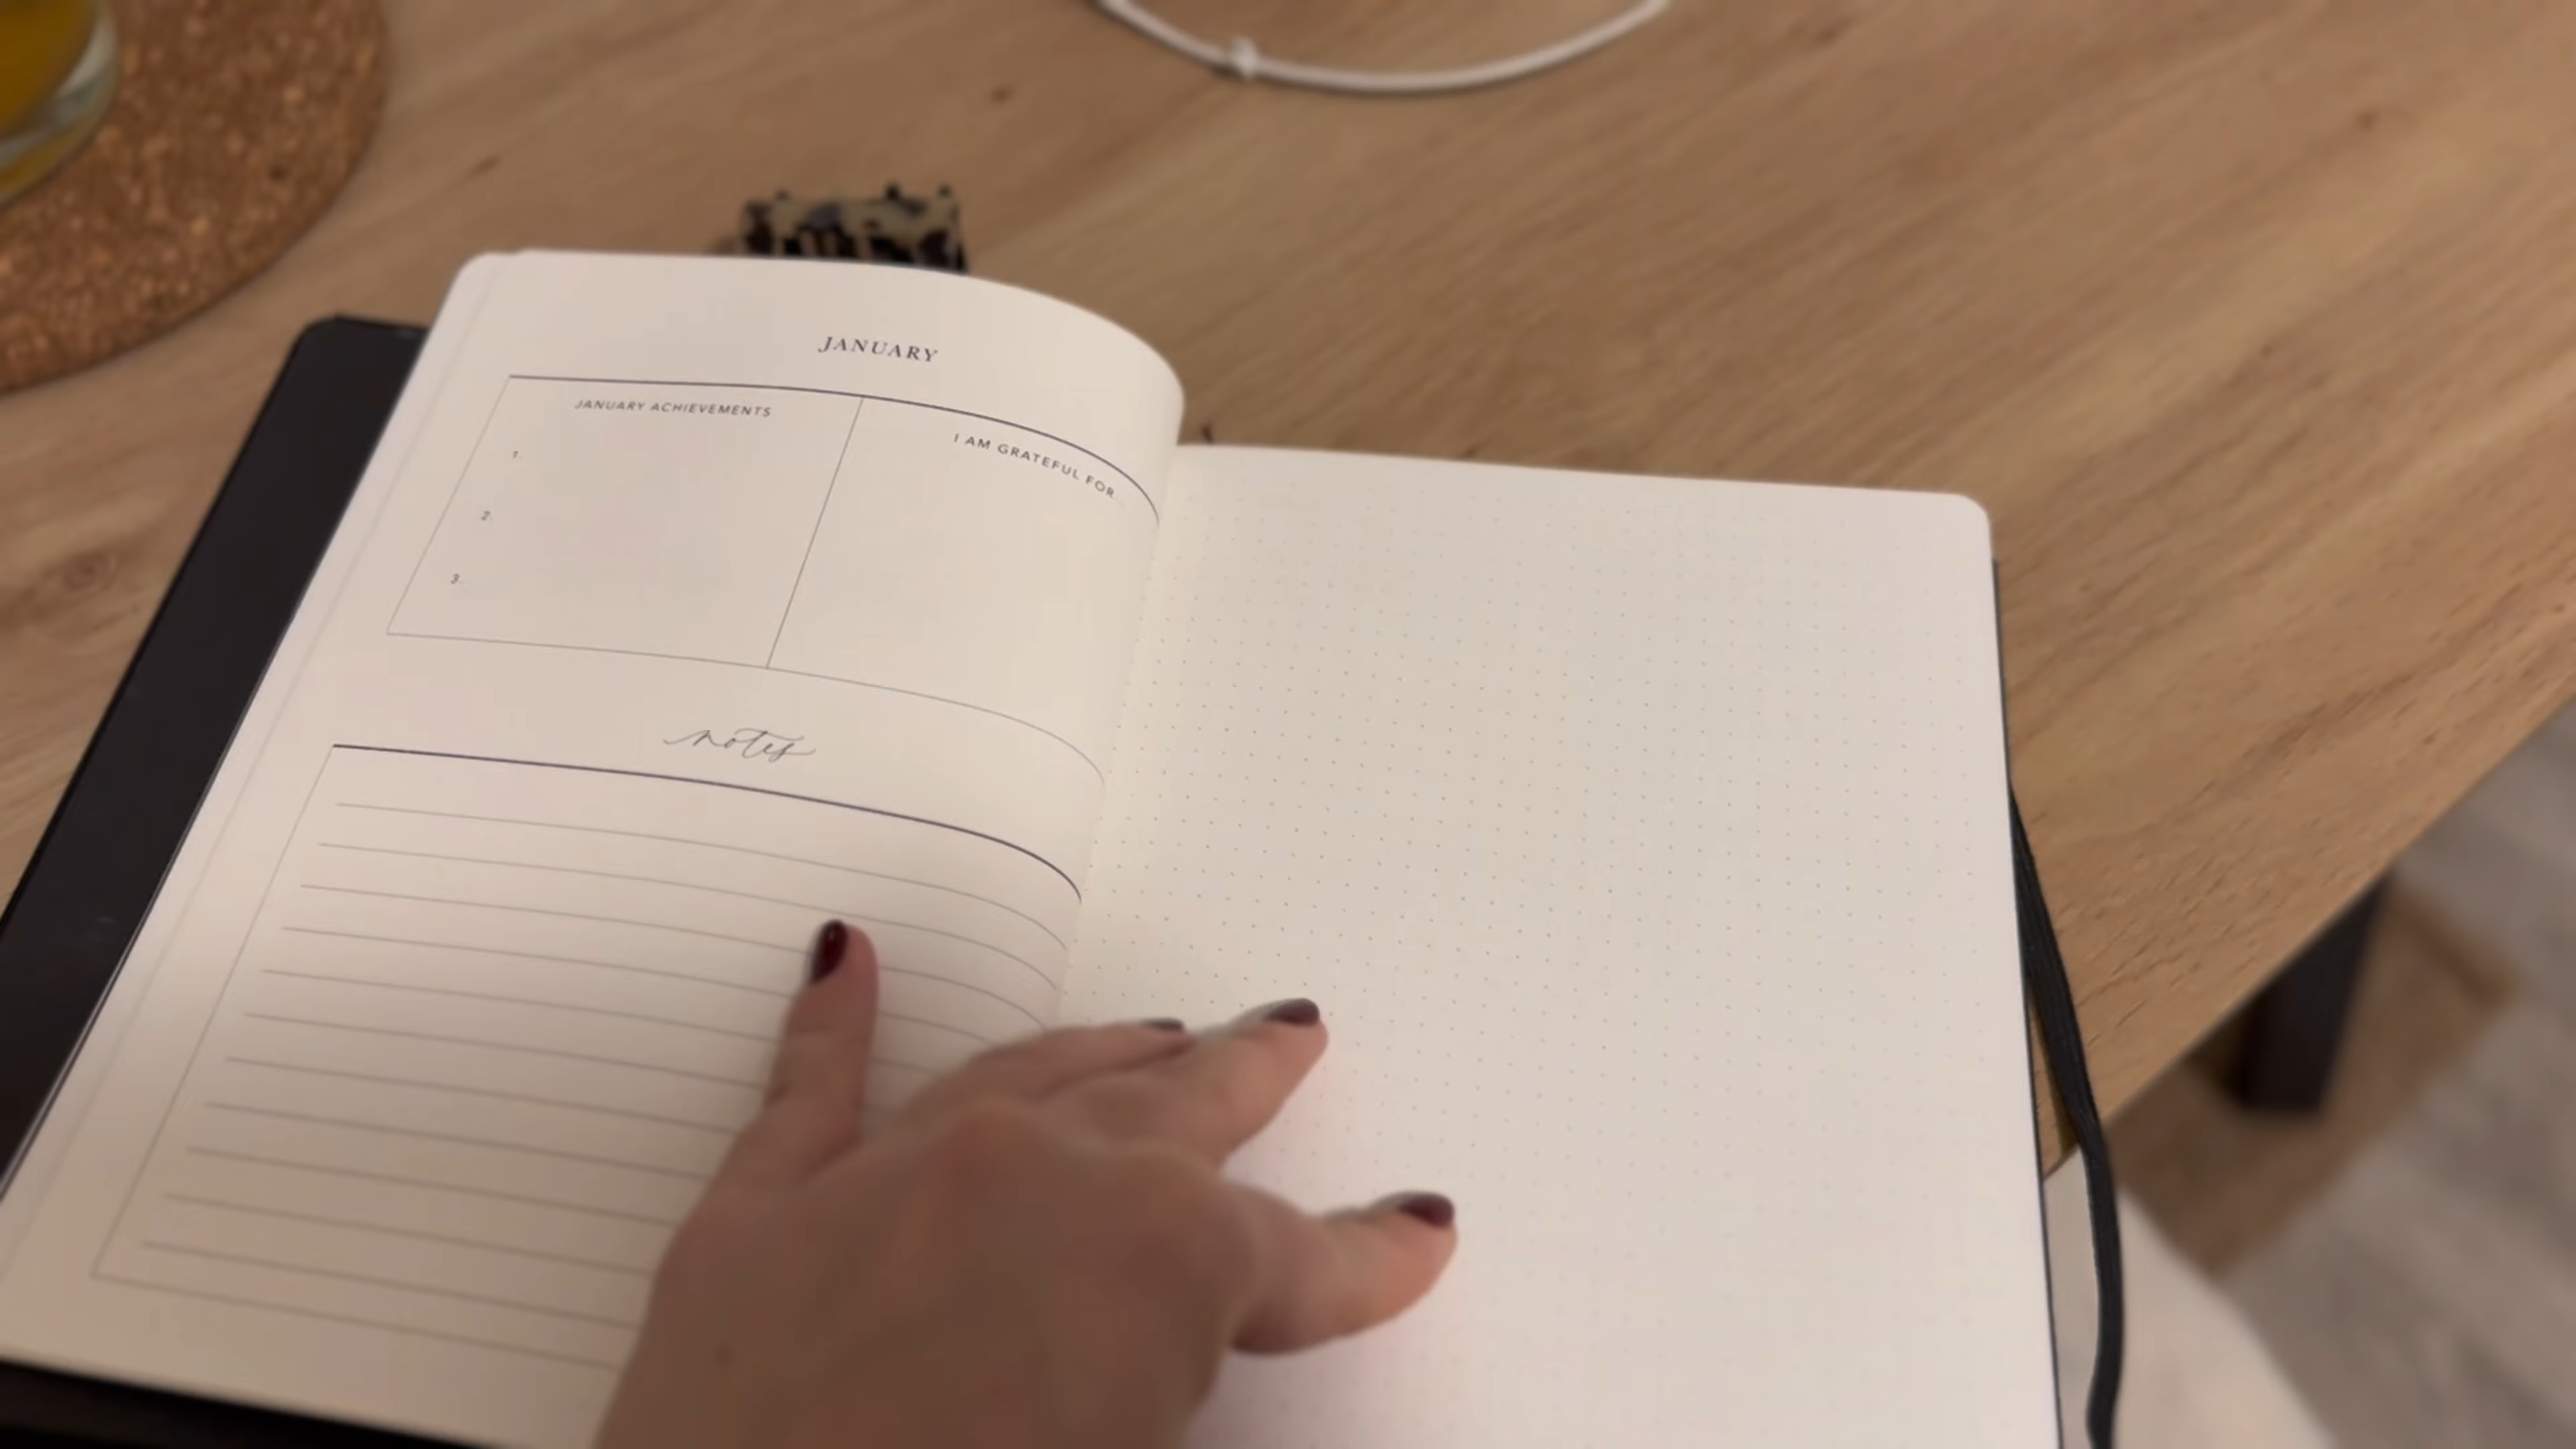 JANUARY
JANUARY ACHIEVEMENTS
I AM GRATEFUL FOR...
1.
2.
3.
notes